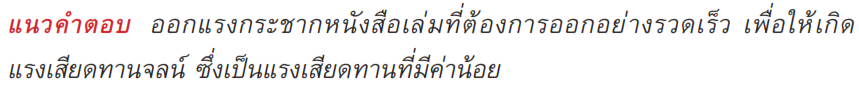 แนวคำตอบ ออกแรงกระชากหนังสือเล่มที่ต้องการออกอย่างรวดเร็ว เพื่อให้เกิด
แรงเสียดทานจลน์ ซึ่งเป็นแรงเสียดทานที่มีค่าน้อย